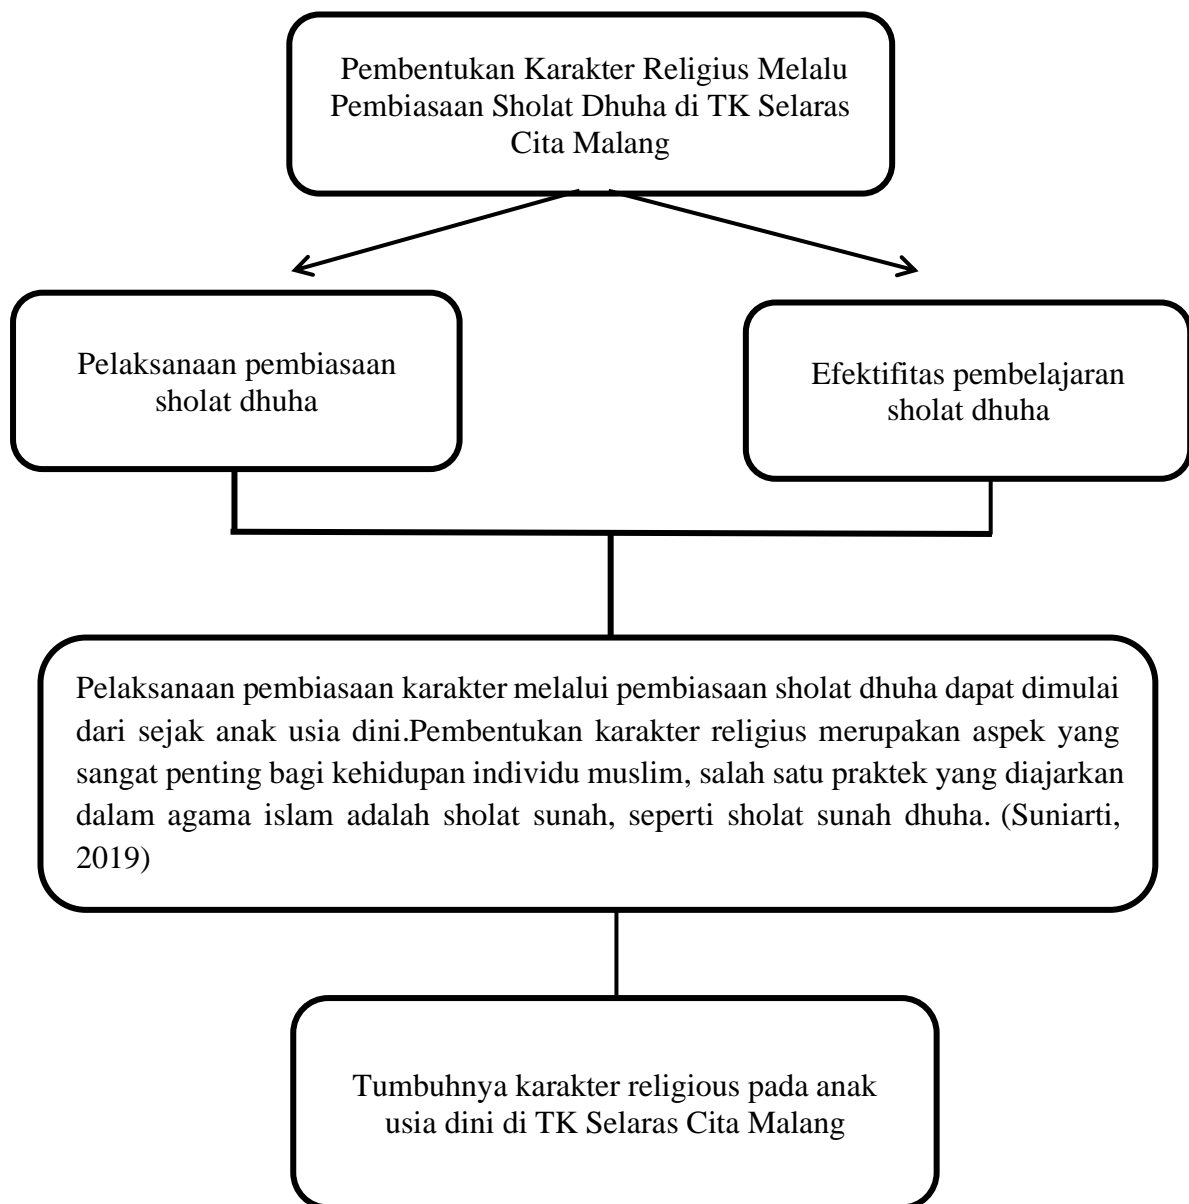 Pembentukan Karakter Religius Melalu
Pembiasaan Sholat Dhuha di TK Selaras
Cita Malang
Pelaksanaan pembiasaan
sholat dhuha
Efektifitas pembelajaran
sholat dhuha
Pelaksanaan pembiasaan karakter melalui pembiasaan sholat dhuha dapat dimulai
dari sejak anak usia dini.Pembentukan karakter religius merupakan aspek yang
sangat penting bagi kehidupan individu muslim, salah satu praktek yang diajarkan
dalam agama islam adalah sholat sunah, seperti sholat sunah dhuha. (Suniarti,
2019)
Tumbuhnya karakter religious pada anak
usia dini di TK Selaras Cita Malang